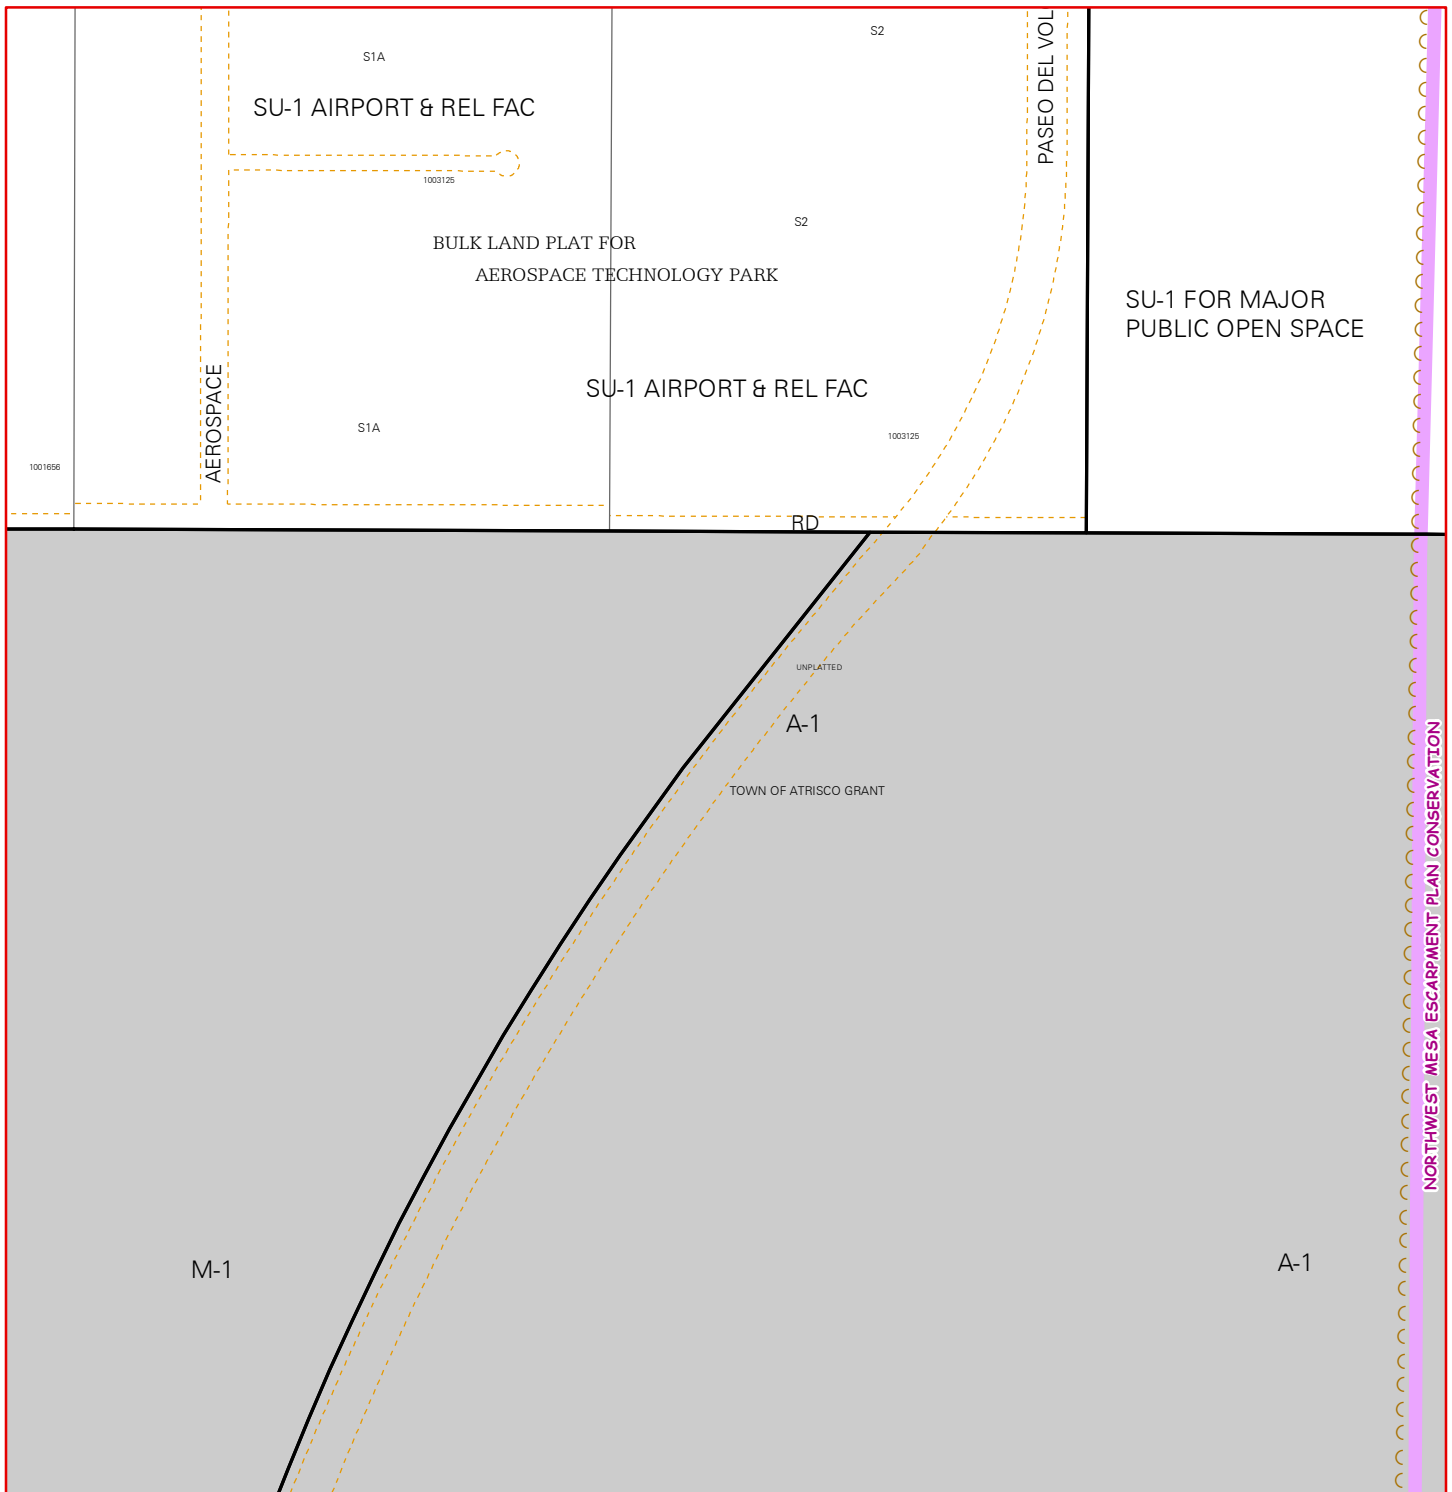 S2
S1A
PASEO DEL VOL
SU-1 AIRPORT & REL FAC
1003125
S2
BULK LAND PLAT FOR
AEROSPACE TECHNOLOGY PARK
SU-1 FOR MAJOR
PUBLIC OPEN SPACE
SU-1 AIRPORT & REL FAC
AEROSPACE
S1A
1003125
1001656
RD
UNPLATTED
A-1
TOWN OF ATRISCO GRANT
NORTHWEST MESA ESCARPMENT PLAN CONSERVATION
M-1
A-1